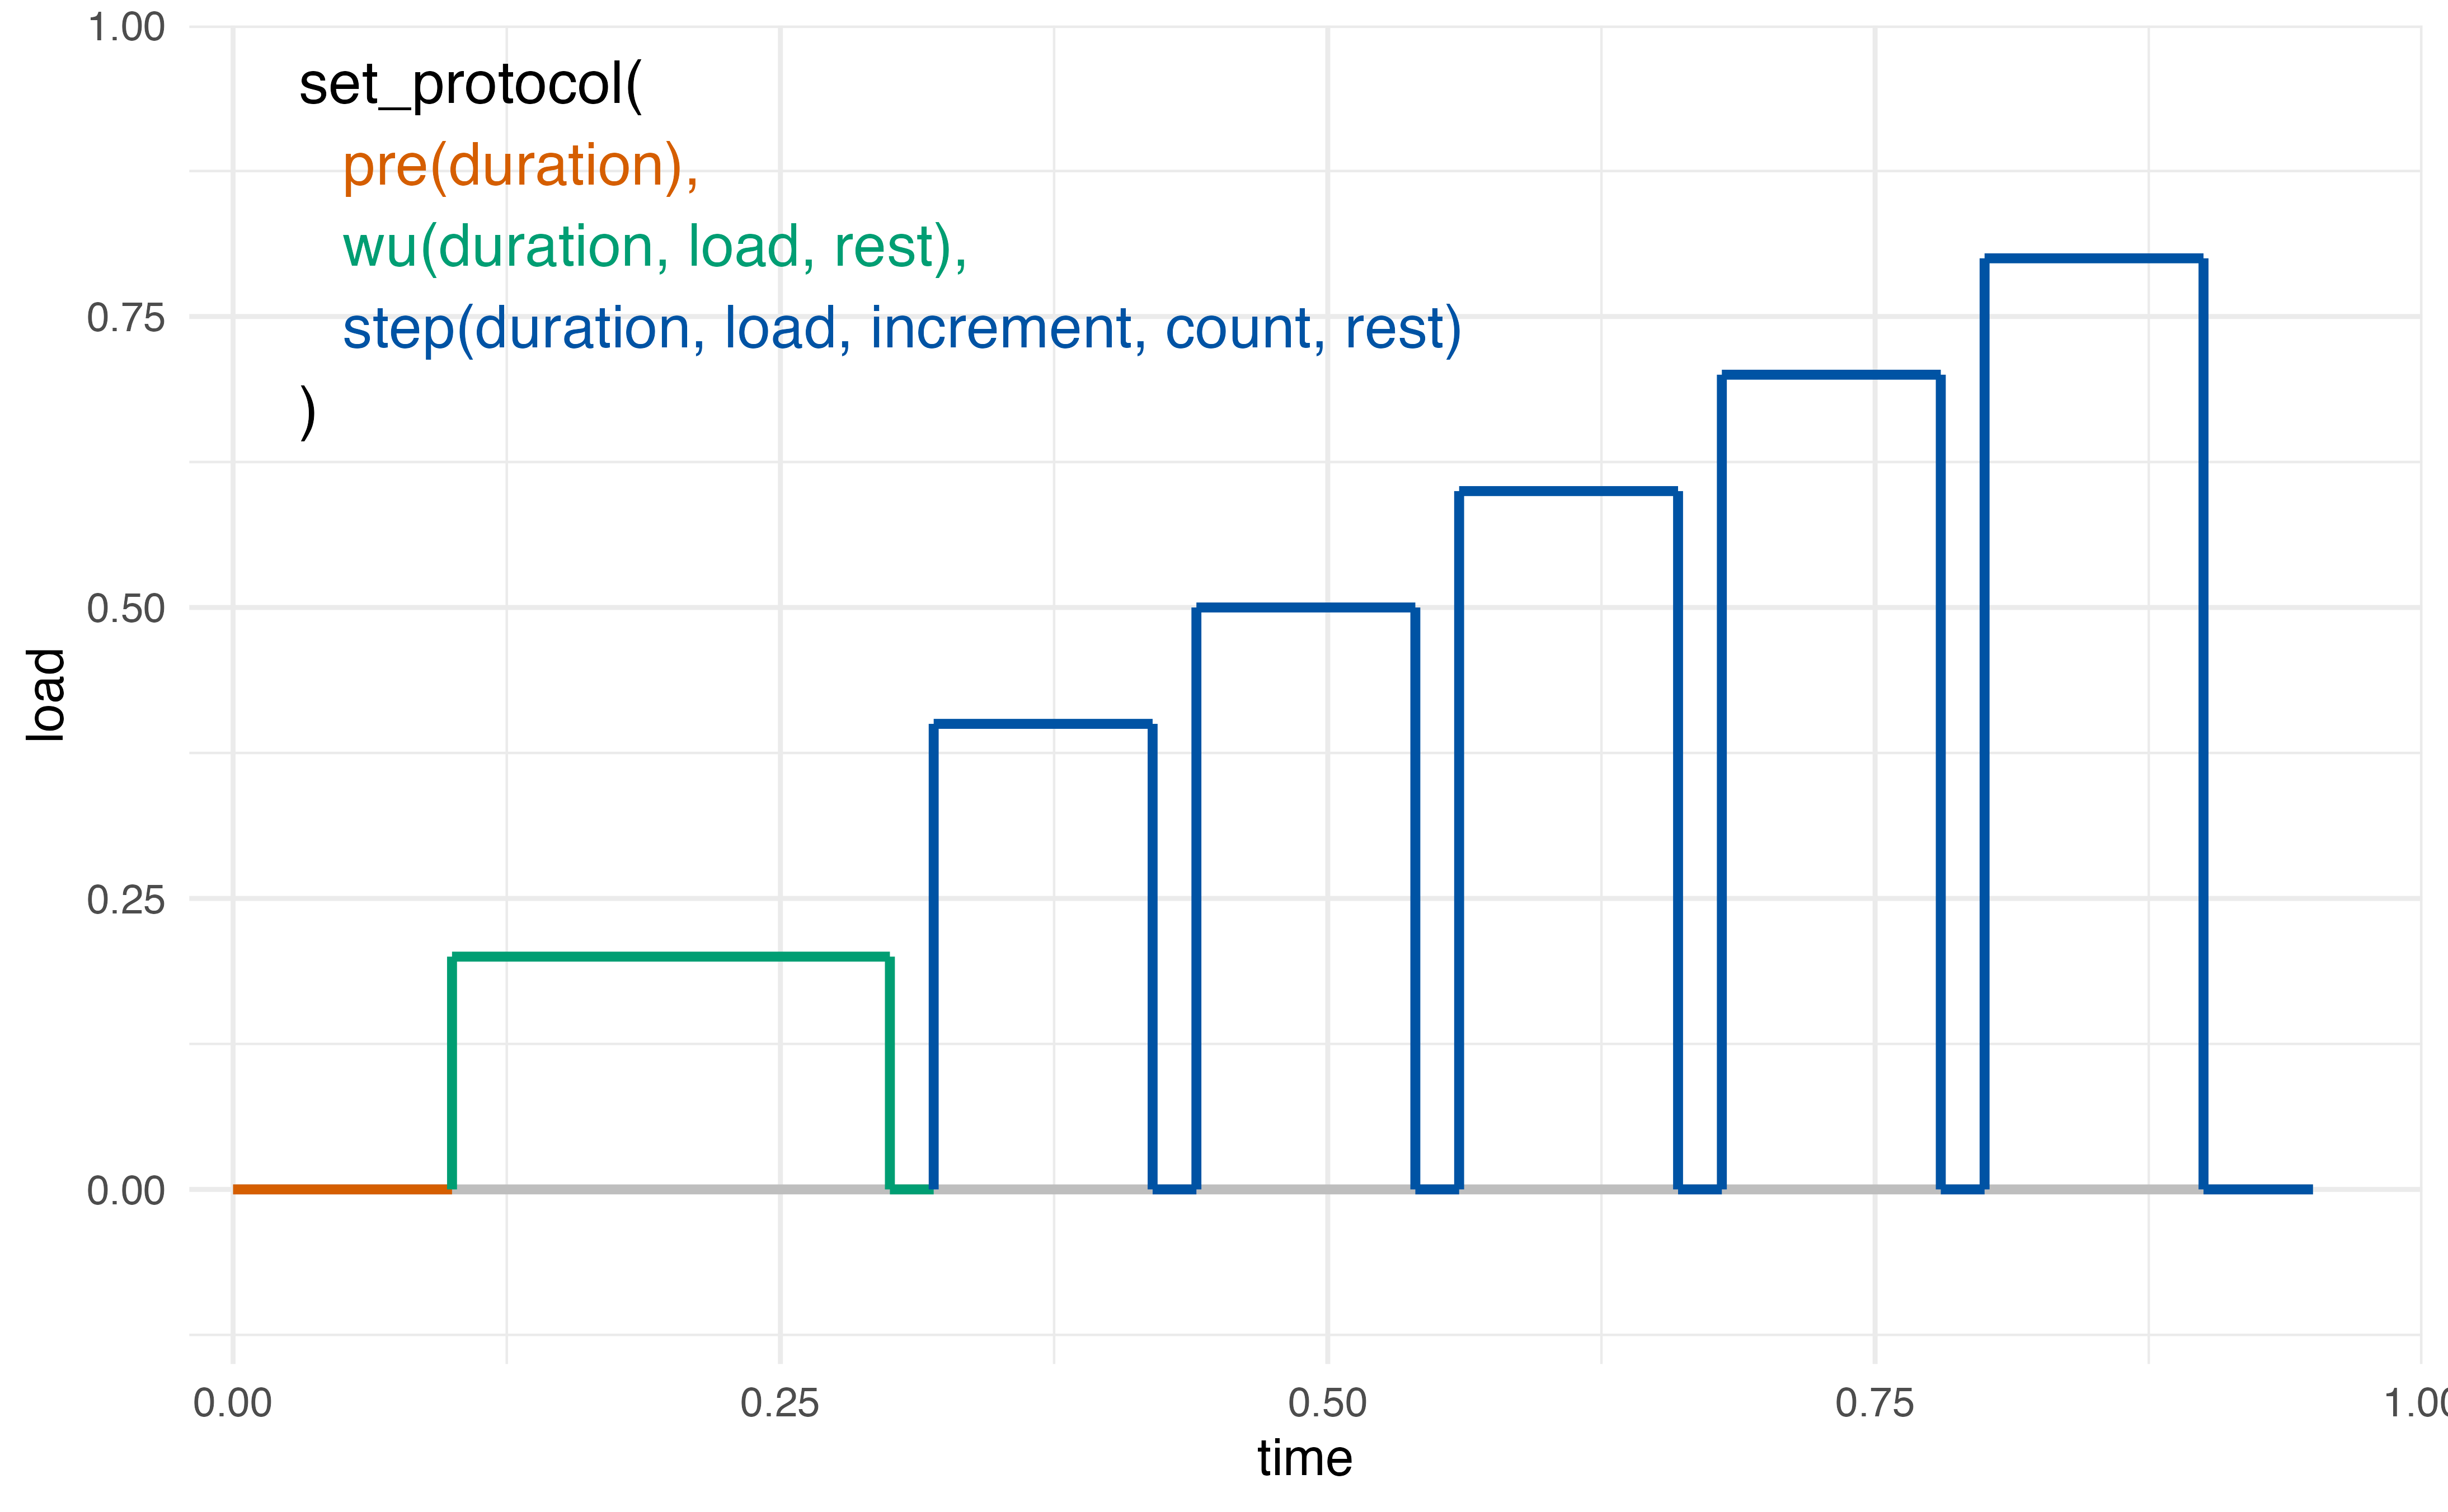 1.00
set_protocol(
pre(duration),
wu(duration, load, rest),
0.75
step(duration, load, increment, count, rest)
)
0.50
load
0.25
0.00
0.00 0.25 0.50 0.75 1.00
time